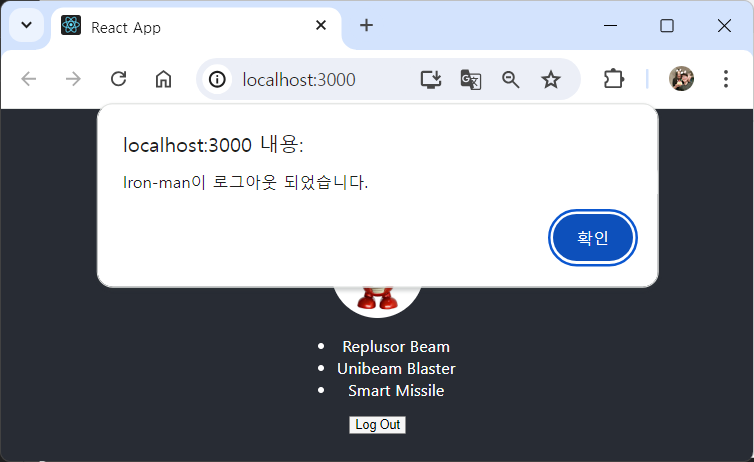 React App
localhost:3000
localhost:3000 내용:
Iron-man이 로그아웃 되었습니다.
확인
Replusor Beam
Unibeam Blaster
Smart Missile
Log Out